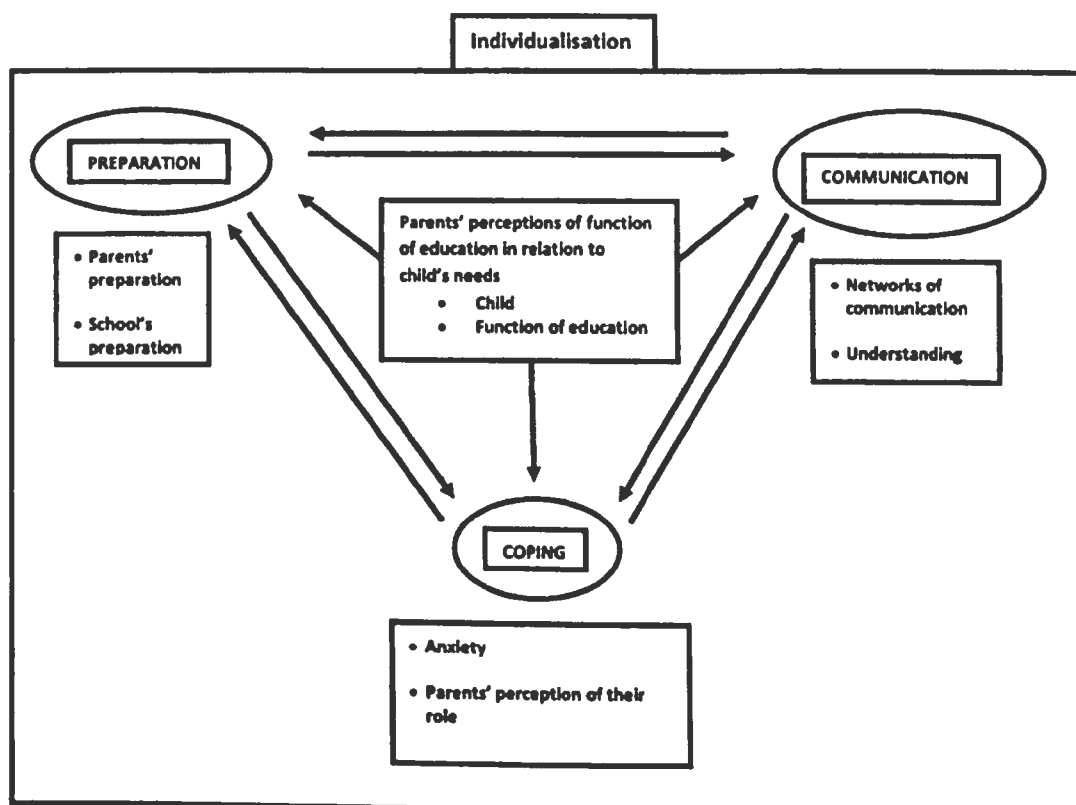 Individualisation
PREPARATION
COMMUNICATION
Parents' perceptions of function
of education in relation to
child's needs
• Child
• Function of education
• Parents'
preparation
• School's
preparation
• Networks of
communication
• Understanding
COPING
• Anxiety
• Parents' perception of their
role